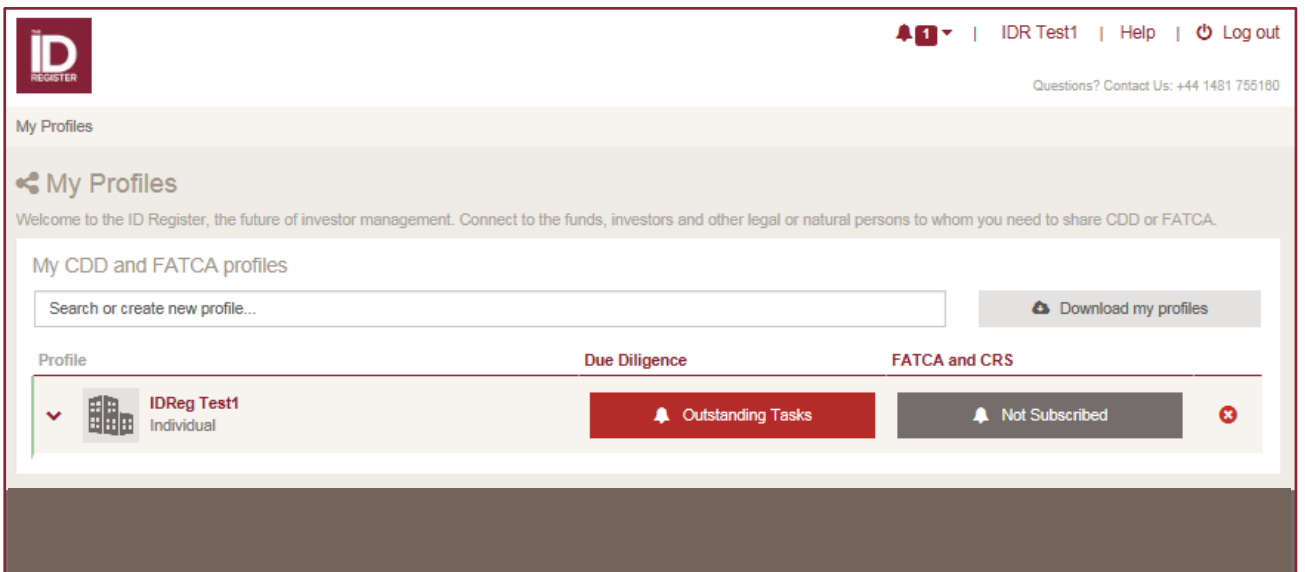 THE
ID
REGISTER
1 | IDR Test1 | Help | Log out
Questions? Contact Us: +44 1481 755160
My Profiles
My Profiles
Welcome to the ID Register, the future of investor management. Connect to the funds, investors and other legal or natural persons to whom you need to share CDD or FATCA.
My CDD and FATCA profiles
Search or create new profile...
Download my profiles
Profile Due Diligence FATCA and CRS
IDReg Test1
Individual
Outstanding Tasks
Not Subscribed